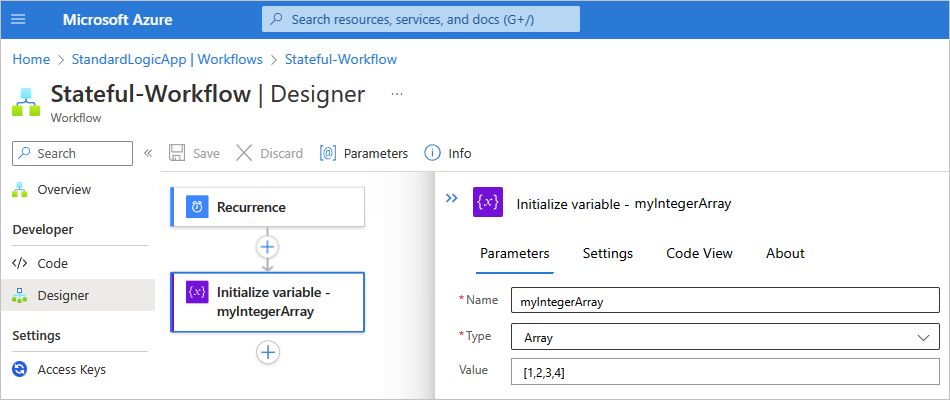 Microsoft Azure
Search resources, services, and docs (G+/)
Home > StandardLogicApp | Workflows > Stateful-Workflow
Stateful-Workflow | Designer ...
Workflow
Search
«
Save
Discard
[@] Parameters
Info
Overview
Developer
</> Code
Designer
Settings
Access Keys
Recurrence
{x} Initialize variable -
myIntegerArray
» {x} Initialize variable - myIntegerArray
Parameters
Settings
Code View
About
*Name
myIntegerArray
*Type
Array
Value
[1,2,3,4]